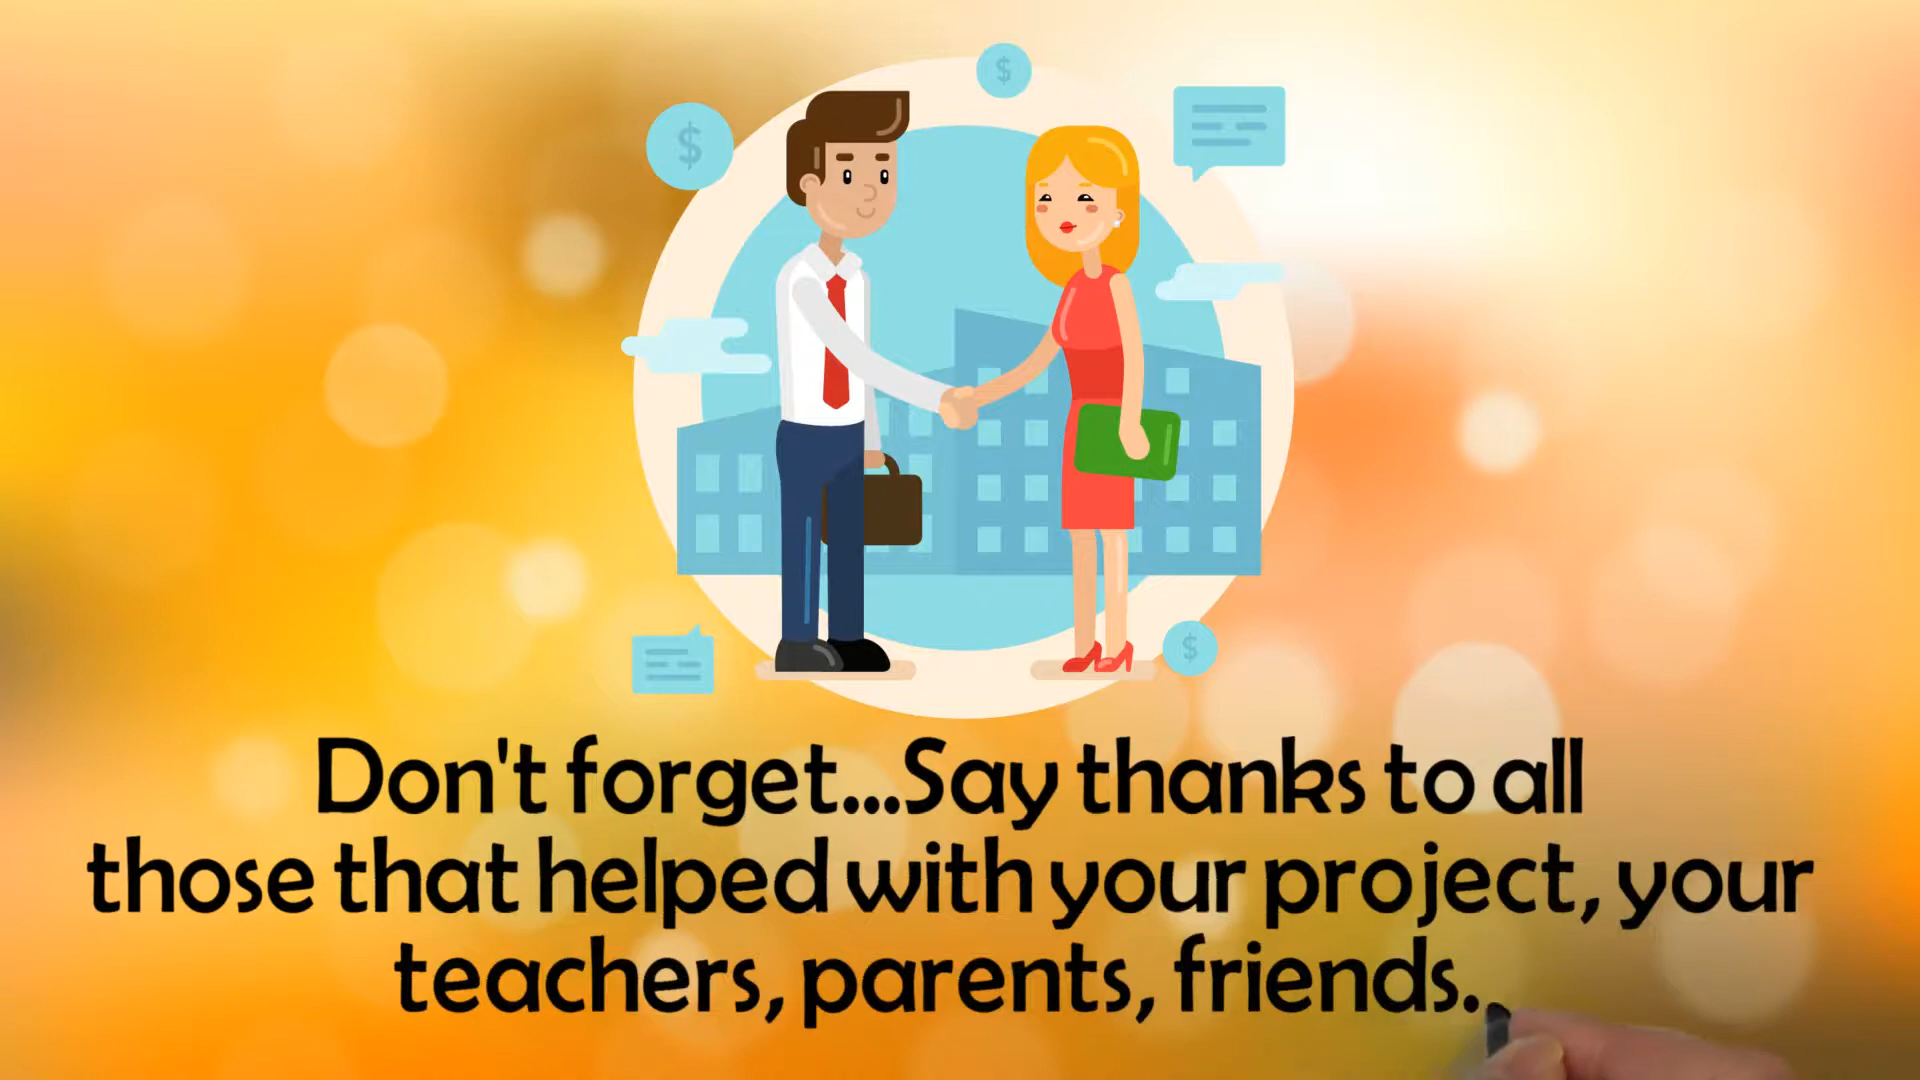 $
$
Don't forget...Say thanks to all
those that helped with your project, your
teachers, parents, friends..
$